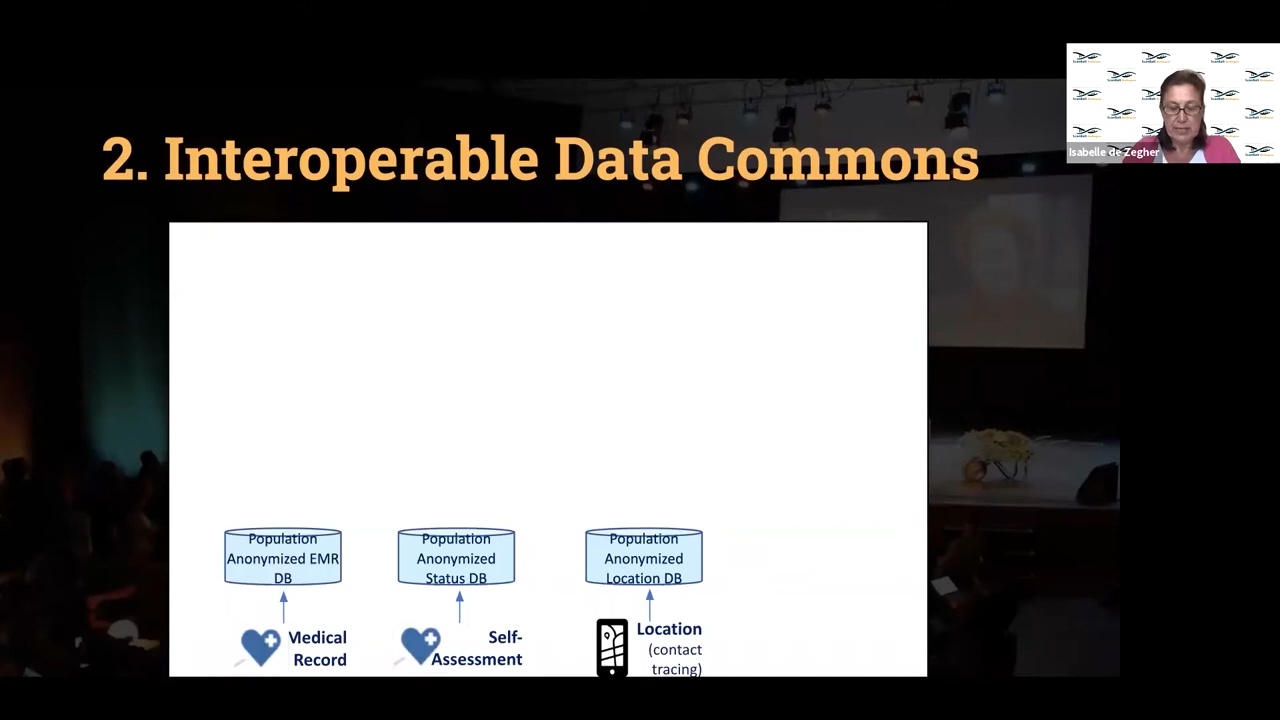 2. Interoperable Data Commons
Isabelle de Zegher
Population
Anonymized EMR
DB
Population
Anonymized
Status DB
Population
Anonymized
Location DB
Medical
Record
Self-
Assessment
Location
(contact
tracing)